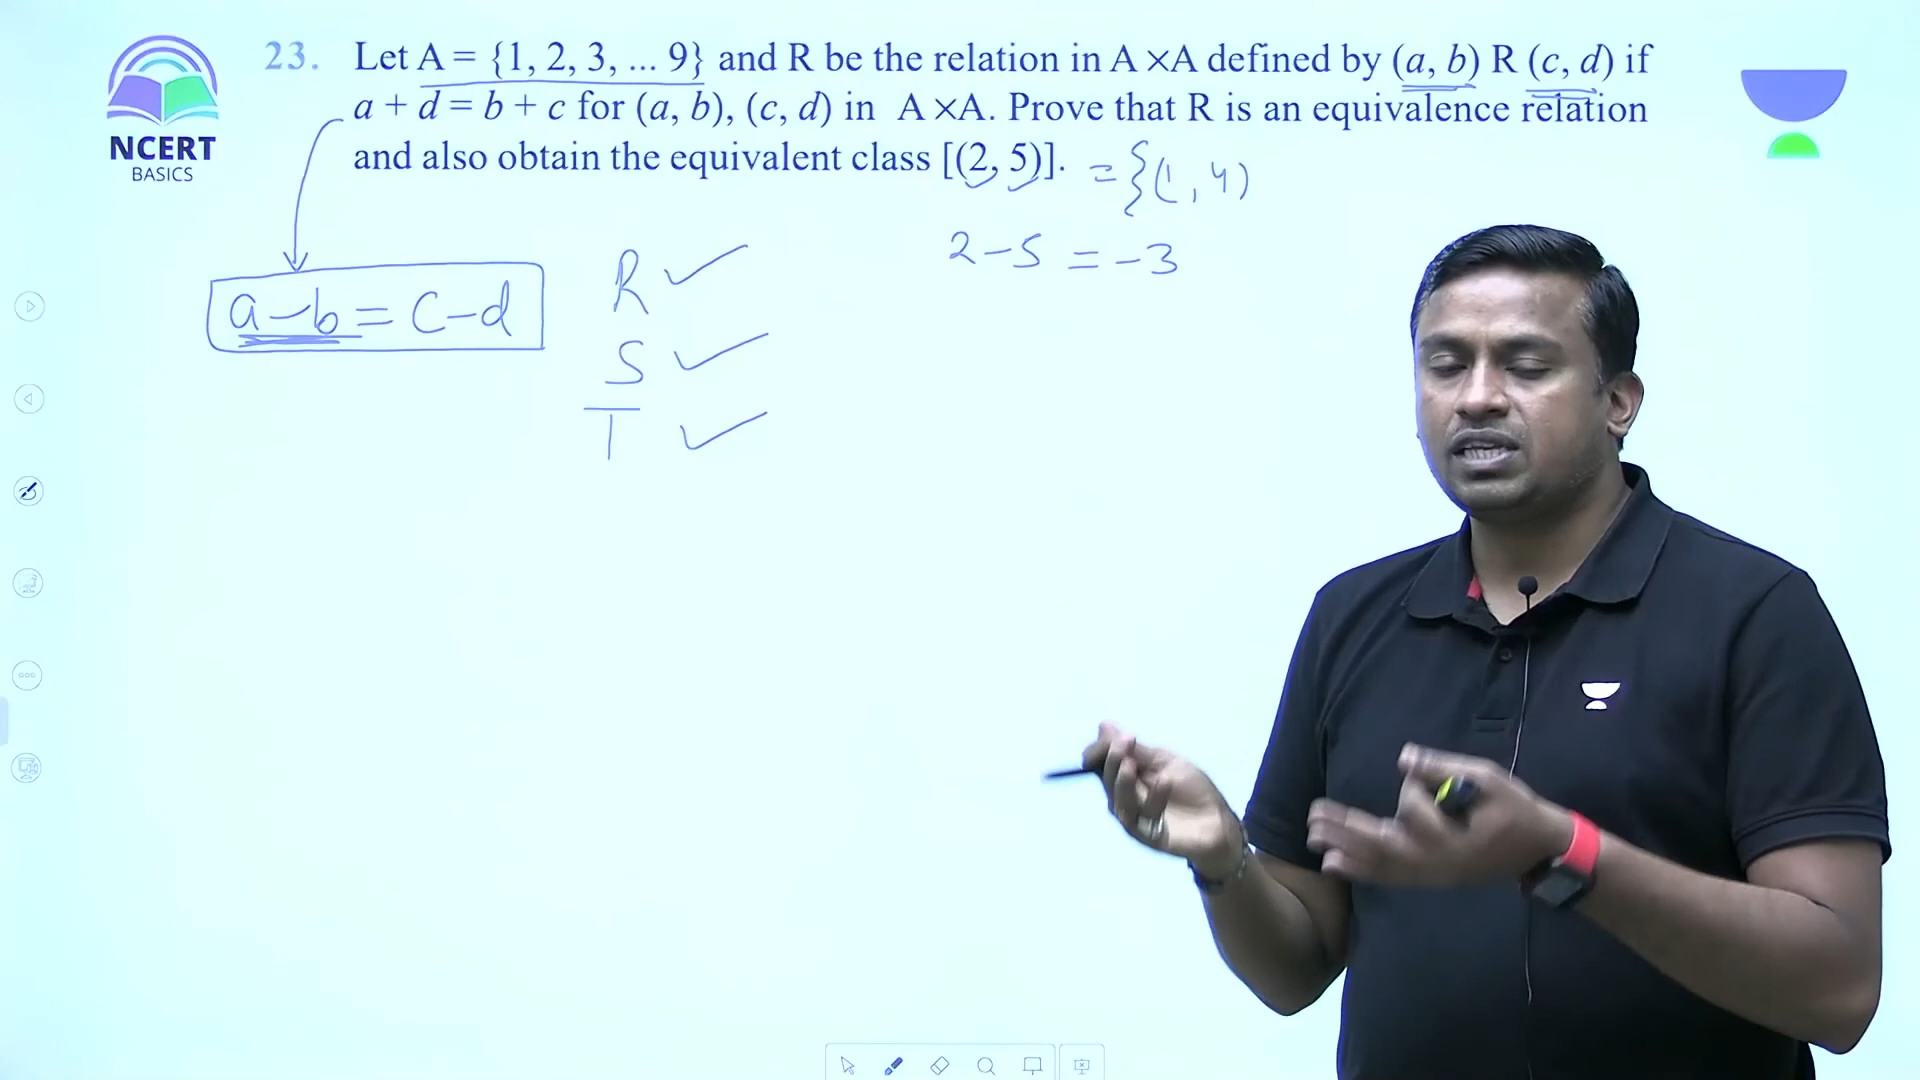 NCERT
BASICS
23. Let A = {1, 2, 3, ... 9} and R be the relation in A ×A defined by (a, b) R (c, d) if
a + d = b + c for (a, b), (c, d) in A ×A. Prove that R is an equivalence relation
and also obtain the equivalent class [(2, 5)]. = {(1, 4)
2 - 5 = -3
a - b = c - d
R ✓
S ✓
T ✓